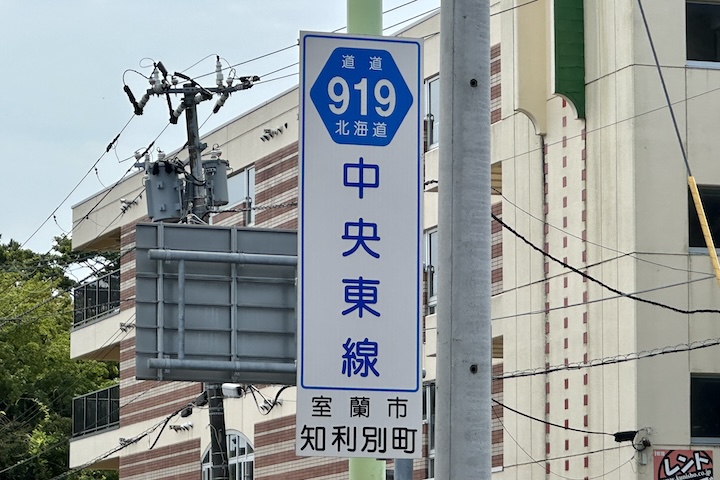 道道
919
北海道
中央東線
室蘭市
知利別町
レント